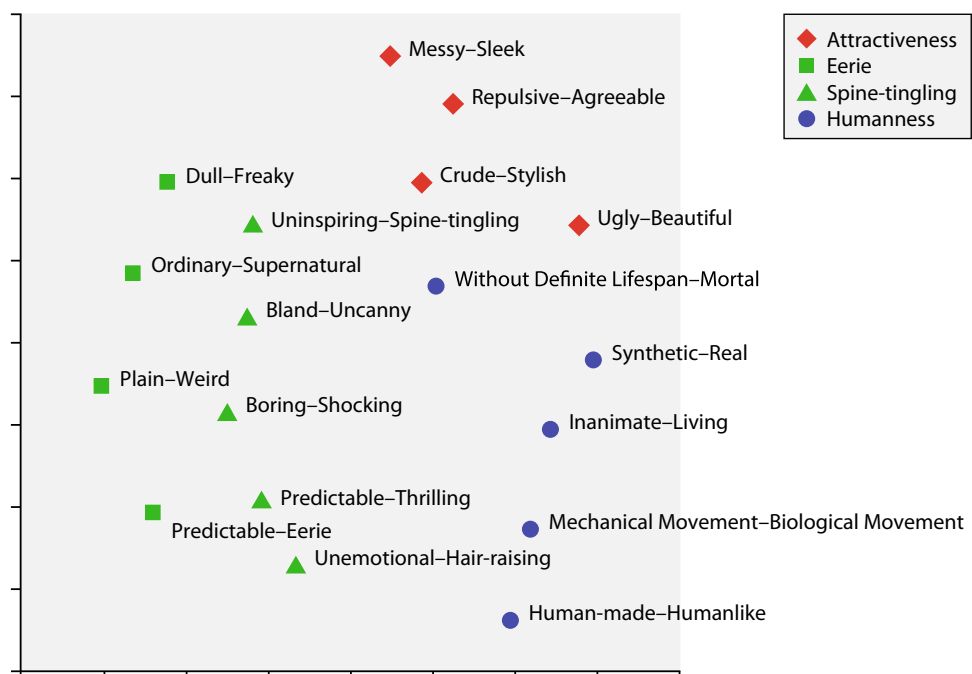 Messy–Sleek
Attractiveness
Eerie
Spine-tingling
Humanness
Repulsive–Agreeable
Dull–Freaky
Crude–Stylish
Uninspiring–Spine-tingling
Ugly–Beautiful
Ordinary–Supernatural
Without Definite Lifespan–Mortal
Bland–Uncanny
Synthetic–Real
Plain–Weird
Boring–Shocking
Inanimate–Living
Predictable–Thrilling
Predictable–Eerie
Mechanical Movement–Biological Movement
Unemotional–Hair-raising
Human-made–Humanlike